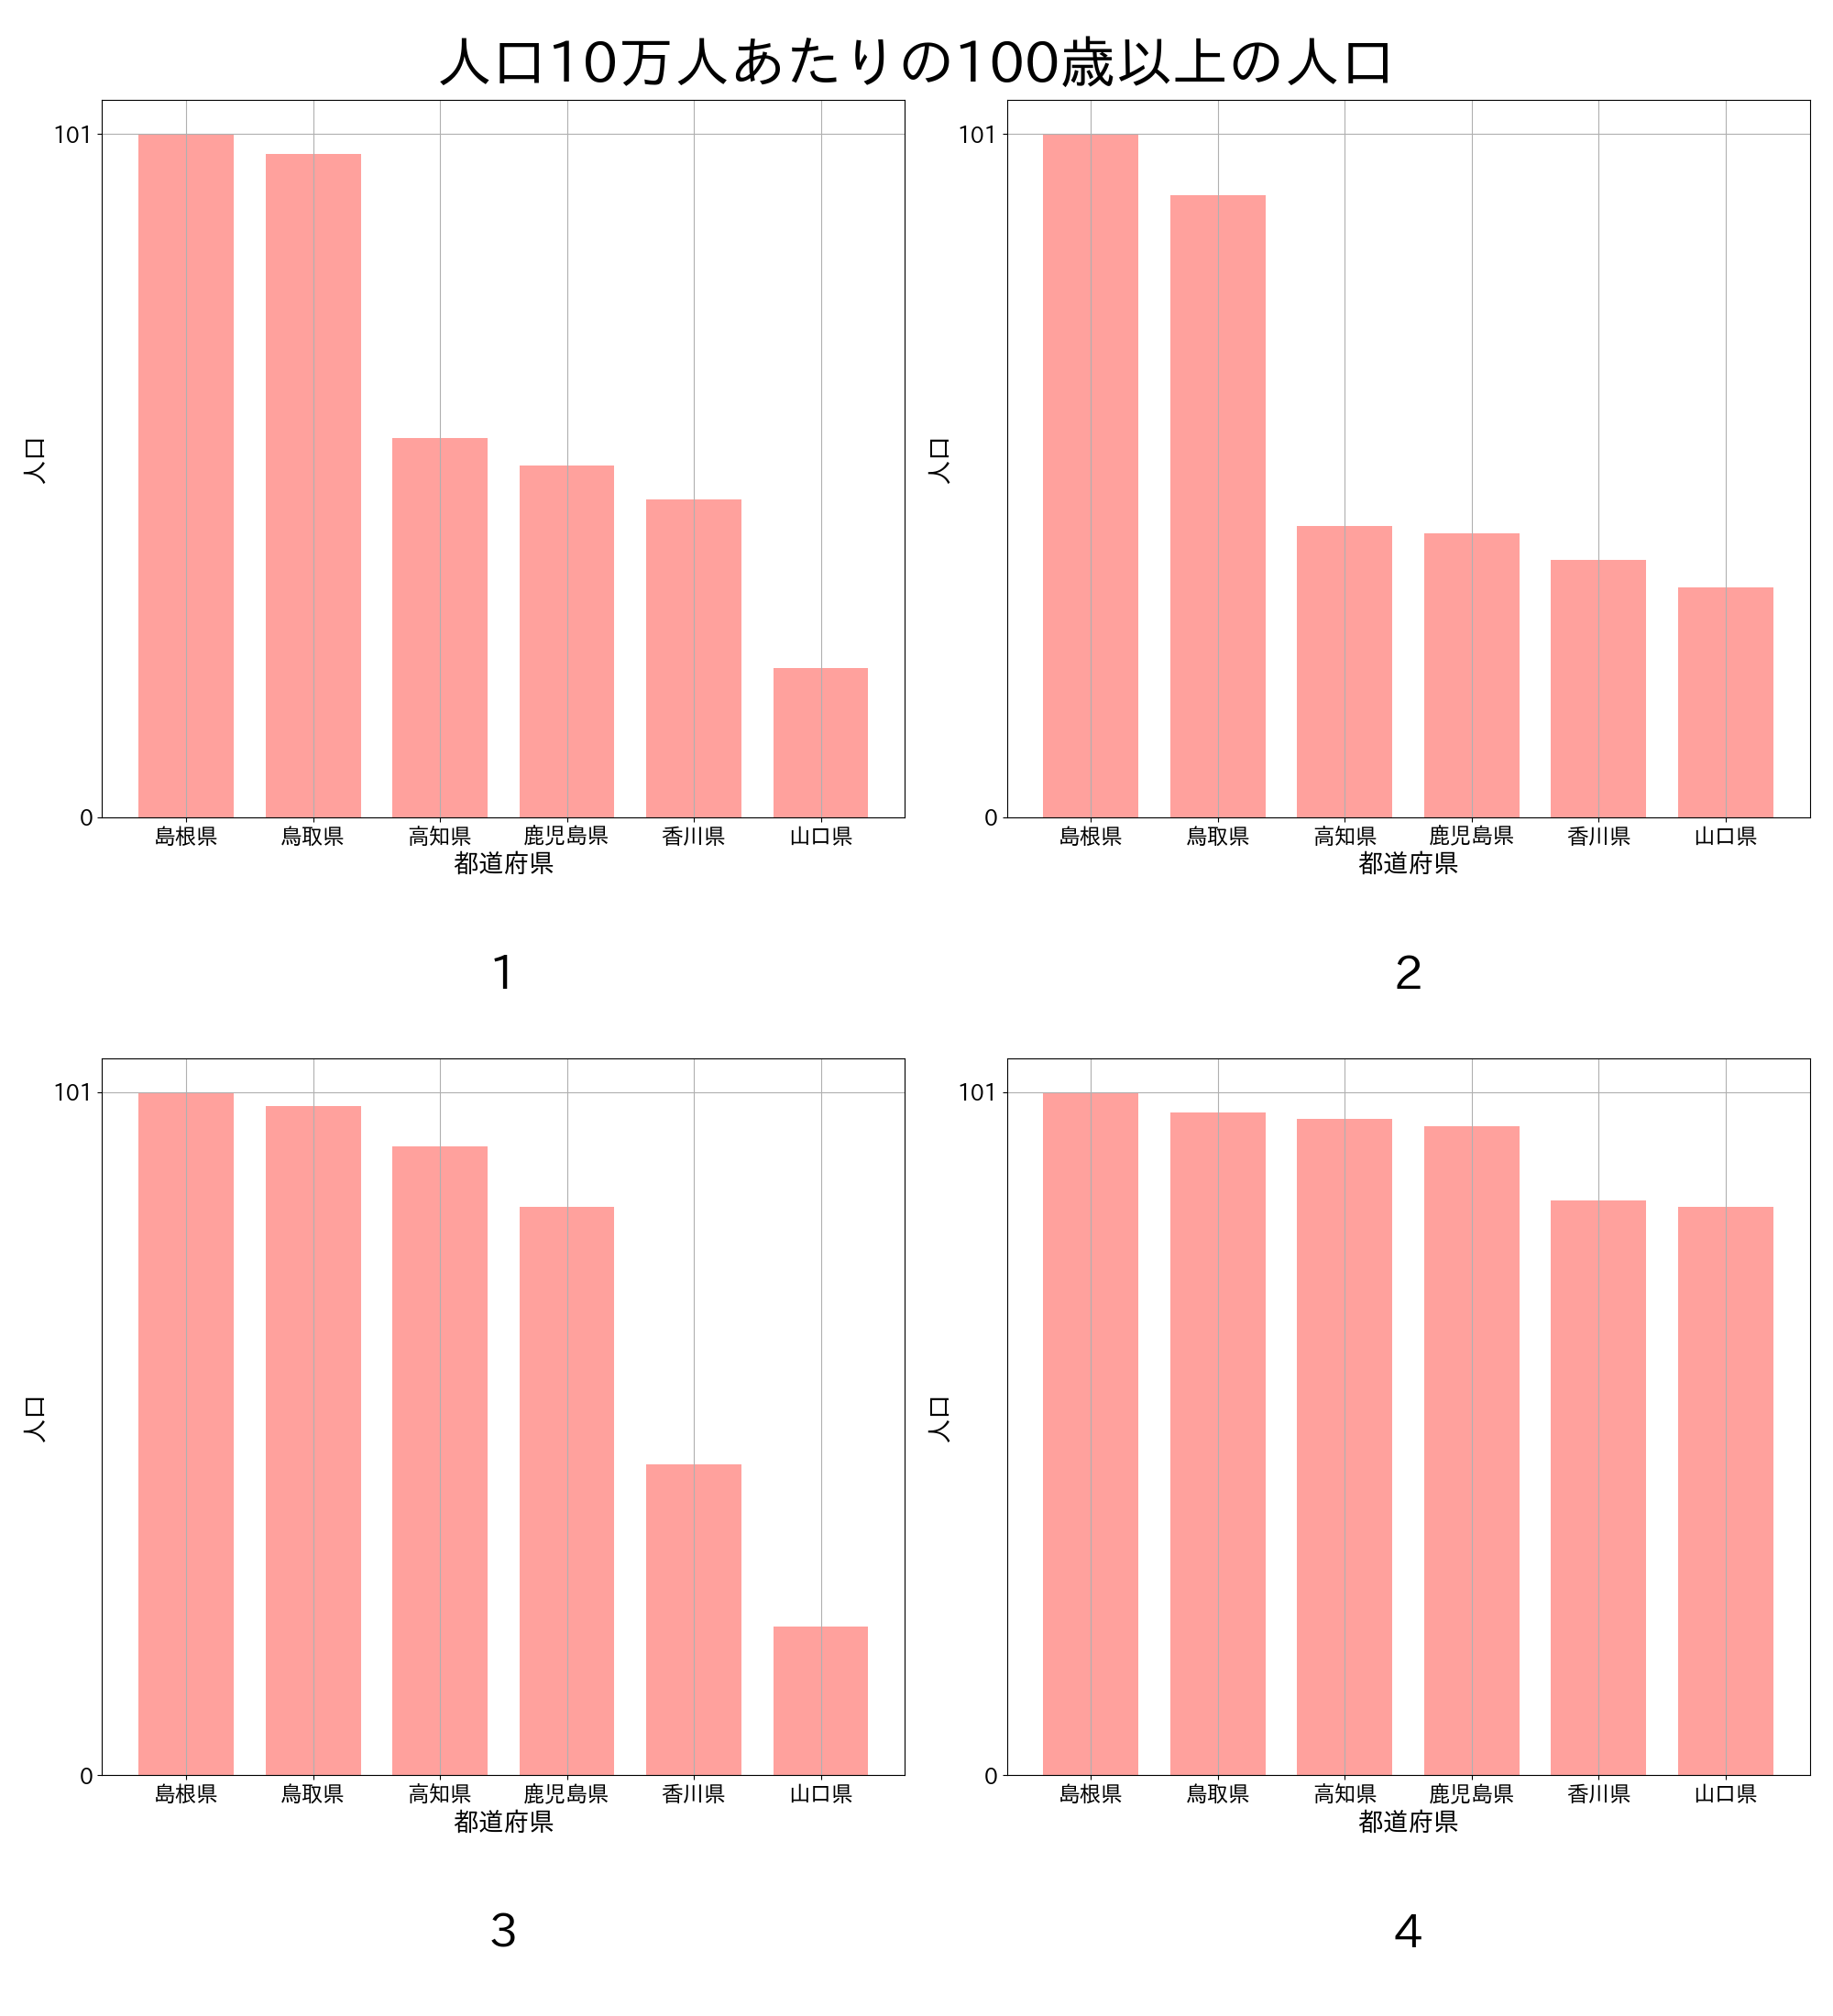 人口10万人あたりの100歳以上の人口
101
0
人口
島根県 鳥取県 高知県 鹿児島県 香川県 山口県
都道府県
1
101
0
人口
島根県 鳥取県 高知県 鹿児島県 香川県 山口県
都道府県
2
101
0
人口
島根県 鳥取県 高知県 鹿児島県 香川県 山口県
都道府県
3
101
0
人口
島根県 鳥取県 高知県 鹿児島県 香川県 山口県
都道府県
4